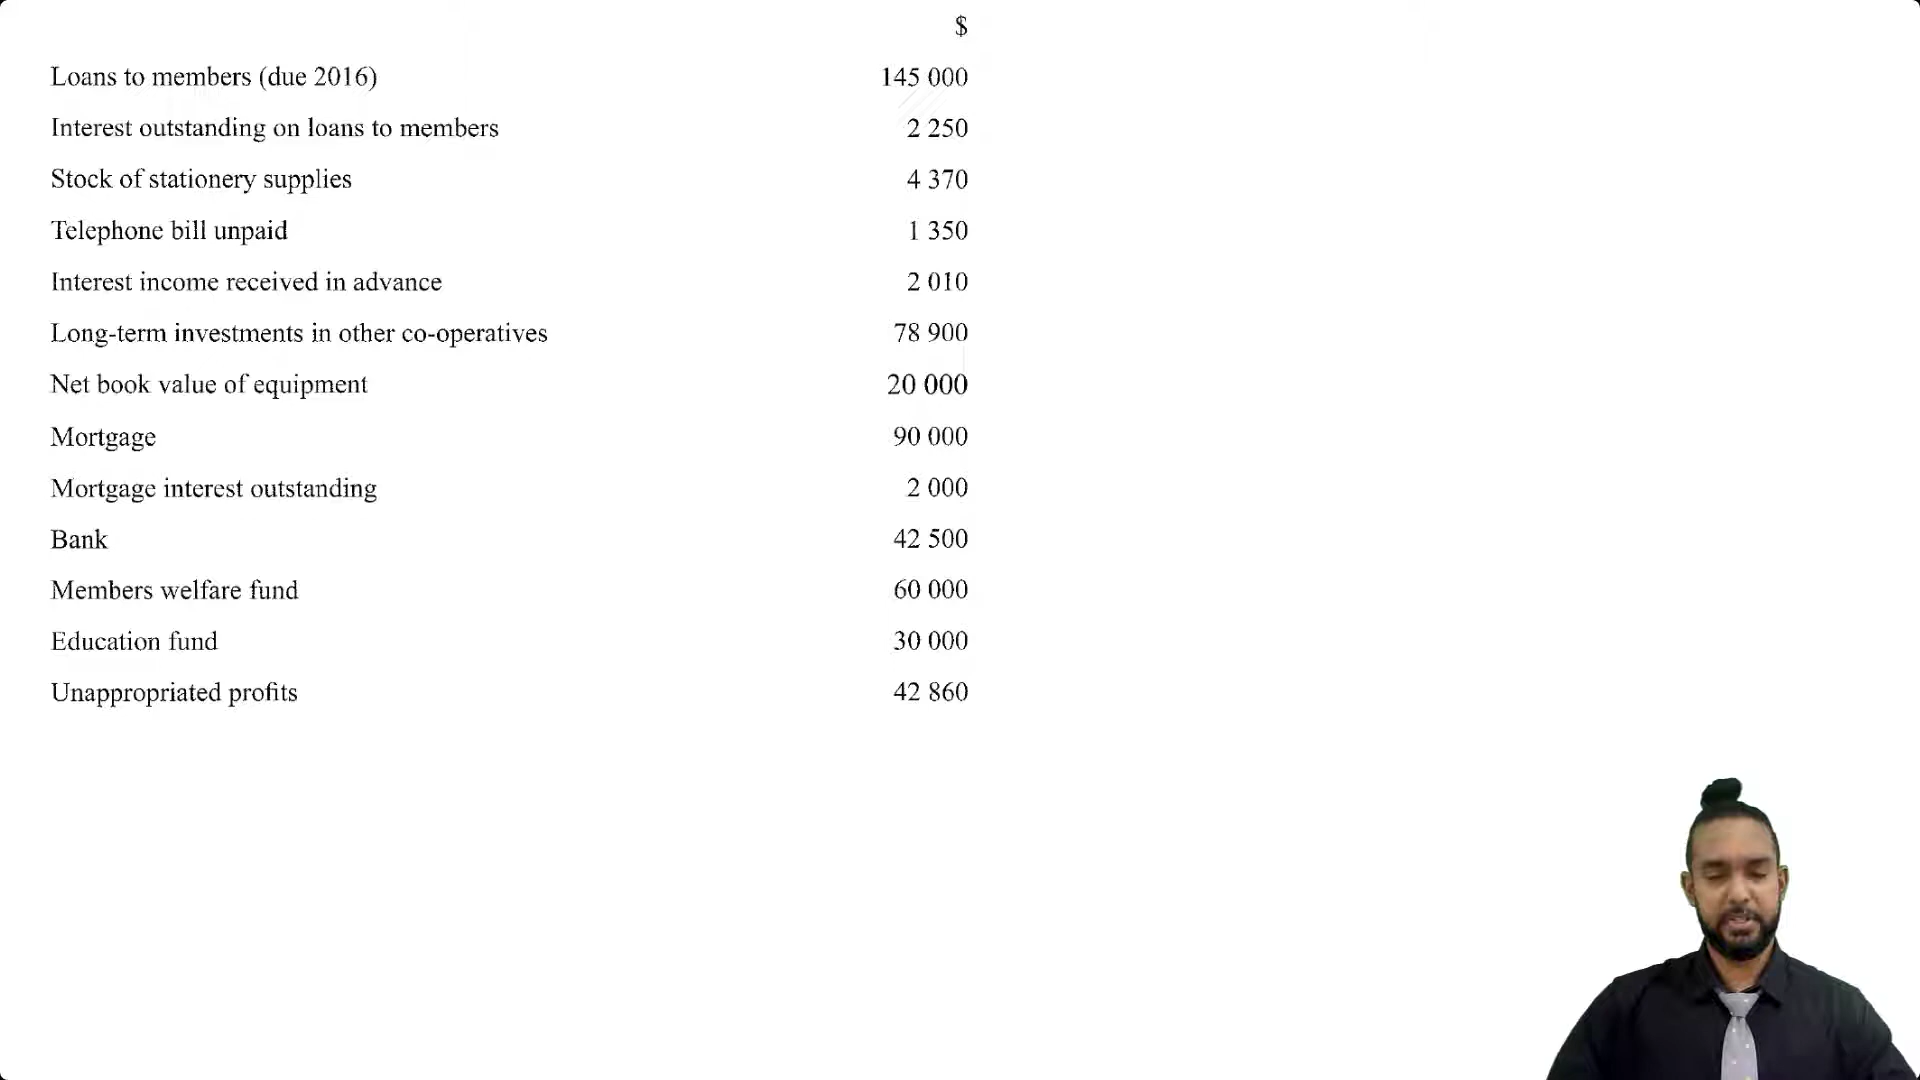 $
Loans to members (due 2016) 145 000
Interest outstanding on loans to members 2 250
Stock of stationery supplies 4 370
Telephone bill unpaid 1 350
Interest income received in advance 2 010
Long-term investments in other co-operatives 78 900
Net book value of equipment 20 000
Mortgage 90 000
Mortgage interest outstanding 2 000
Bank 42 500
Members welfare fund 60 000
Education fund 30 000
Unappropriated profits 42 860